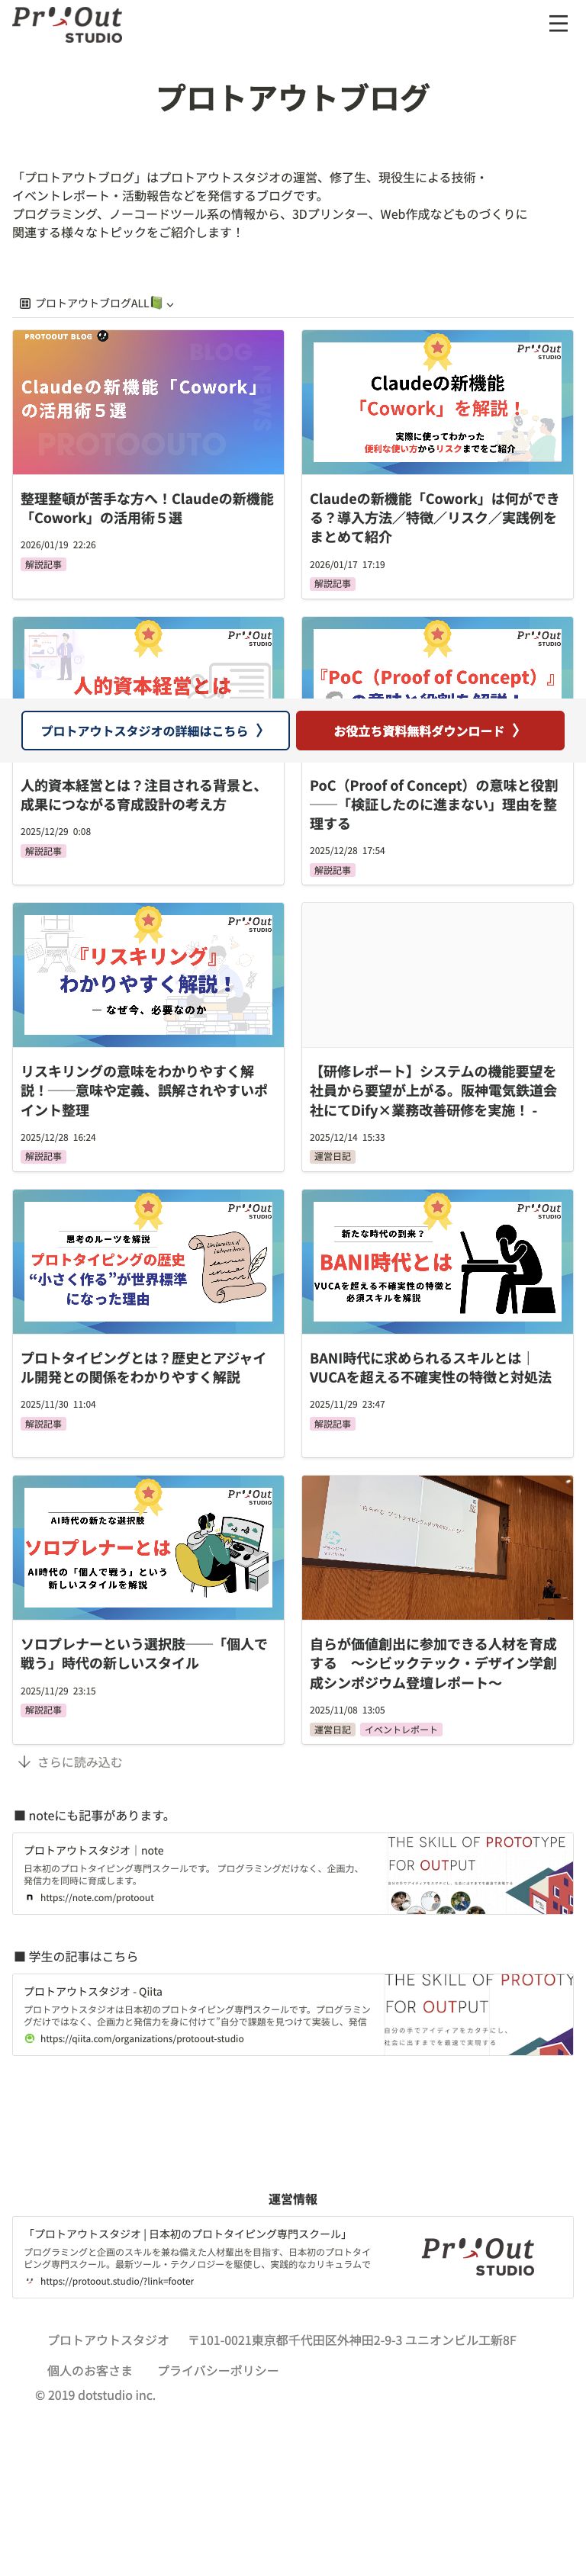 PrOtOut
STUDIO
プロトアウトブログ
「プロトアウトブログ」はプロトアウトスタジオの運営、修了生、現役生による技術・
イベントレポート・活動報告などを発信するブログです。
プログラミング、ノーコードツール系の情報から、3Dプリンター、Web作成などものづくりに
関連する様々なトピックをご紹介します！
プロトアウトブログALL📗
PROTOOUT BLOG
BLOG
NEWS
Claudeの新機能「Cowork」
の活用術５選
PROTOOUTO
整理整頓が苦手な方へ！Claudeの新機能
「Cowork」の活用術５選
2026/01/19 22:26
解説記事
STUDIO
Claudeの新機能
「Cowork」を解説！
実際に使ってわかった
便利な使い方からリスクまでをご紹介
Claudeの新機能「Cowork」は何ができ
る？導入方法／特徴／リスク／実践例を
まとめて紹介
2026/01/17 17:19
解説記事
STUDIO
人的資本経営とは
STUDIO
『PoC（Proof of Concept）』
の意味と役割を解説！
プロトアウトスタジオの詳細はこちら 〉
お役立ち資料無料ダウンロード 〉
人的資本経営とは？注目される背景と、
成果につながる育成設計の考え方
2025/12/29 0:08
解説記事
PoC（Proof of Concept）の意味と役割
──「検証したのに進まない」理由を整
理する
2025/12/28 17:54
解説記事
STUDIO
『リスキリング』
わかりやすく解説！
― なぜ今、必要なのか
リスキリングの意味をわかりやすく解
説！──意味や定義、誤解されやすいポ
イント整理
2025/12/28 16:24
解説記事
【研修レポート】システムの機能要望を
社員から要望が上がる。阪神電気鉄道会
社にてDify×業務改善研修を実施！ -
2025/12/14 15:33
運営日記
STUDIO
思考のルーツを解説
プロトタイピングの歴史
“小さく作る”が世界標準
になった理由
プロトタイピングとは？歴史とアジャイ
ル開発との関係をわかりやすく解説
2025/11/30 11:04
解説記事
STUDIO
新たな時代の到来？
BANI時代とは
VUCAを超える不確実性の特徴と
必須スキルを解説
BANI時代に求められるスキルとは｜
VUCAを超える不確実性の特徴と対処法
2025/11/29 23:47
解説記事
STUDIO
AI時代の新たな選択肢
ソロプレナーとは
AI時代の「個人で戦う」という
新しいスタイルを解説
ソロプレナーという選択肢──「個人で
戦う」時代の新しいスタイル
2025/11/29 23:15
解説記事
自らが価値創出に参加できる人材を育成
する　〜シビックテック・デザイン学創
成シンポジウム登壇レポート〜
2025/11/08 13:05
運営日記 イベントレポート
さらに読み込む
■ noteにも記事があります。
プロトアウトスタジオ｜note
日本初のプロトタイピング専門スクールです。 プログラミングだけなく、企画力、
発信力を同時に育成します。
https://note.com/protoout
THE SKILL OF PROTOTYPE
FOR OUTPUT
■ 学生の記事はこちら
プロトアウトスタジオ - Qiita
プロトアウトスタジオは日本初のプロトタイピング専門スクールです。プログラミン
グだけではなく、企画力と発信力を身に付けて”自分で課題を見つけて実装し、発信
https://qiita.com/organizations/protoout-studio
THE SKILL OF PROTOTY
FOR OUTPUT
自分の手でアイディアをカタチにし、
社会に出すまでを最速で実現する
運営情報
「プロトアウトスタジオ | 日本初のプロトタイピング専門スクール」
プログラミングと企画のスキルを兼ね備えた人材輩出を目指す、日本初のプロトタイ
ピング専門スクール。最新ツール・テクノロジーを駆使し、実践的なカリキュラムで
https://protoout.studio/?link=footer
STUDIO
プロトアウトスタジオ 〒101-0021東京都千代田区外神田2-9-3 ユニオンビル工新8F
個人のお客さま プライバシーポリシー
© 2019 dotstudio inc.